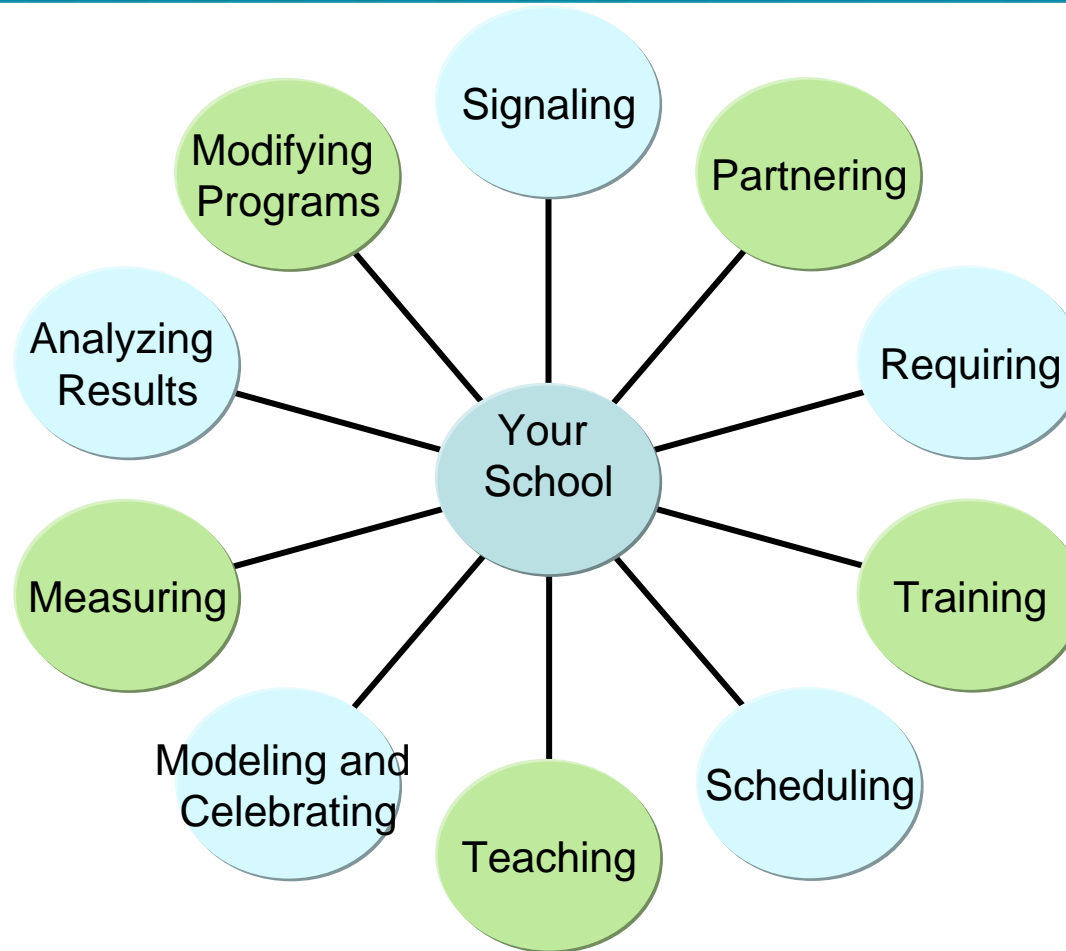 Signaling
Partnering
Requiring
Training
Scheduling
Teaching
Modeling and
Celebrating
Measuring
Analyzing
Results
Modifying
Programs
Your
School